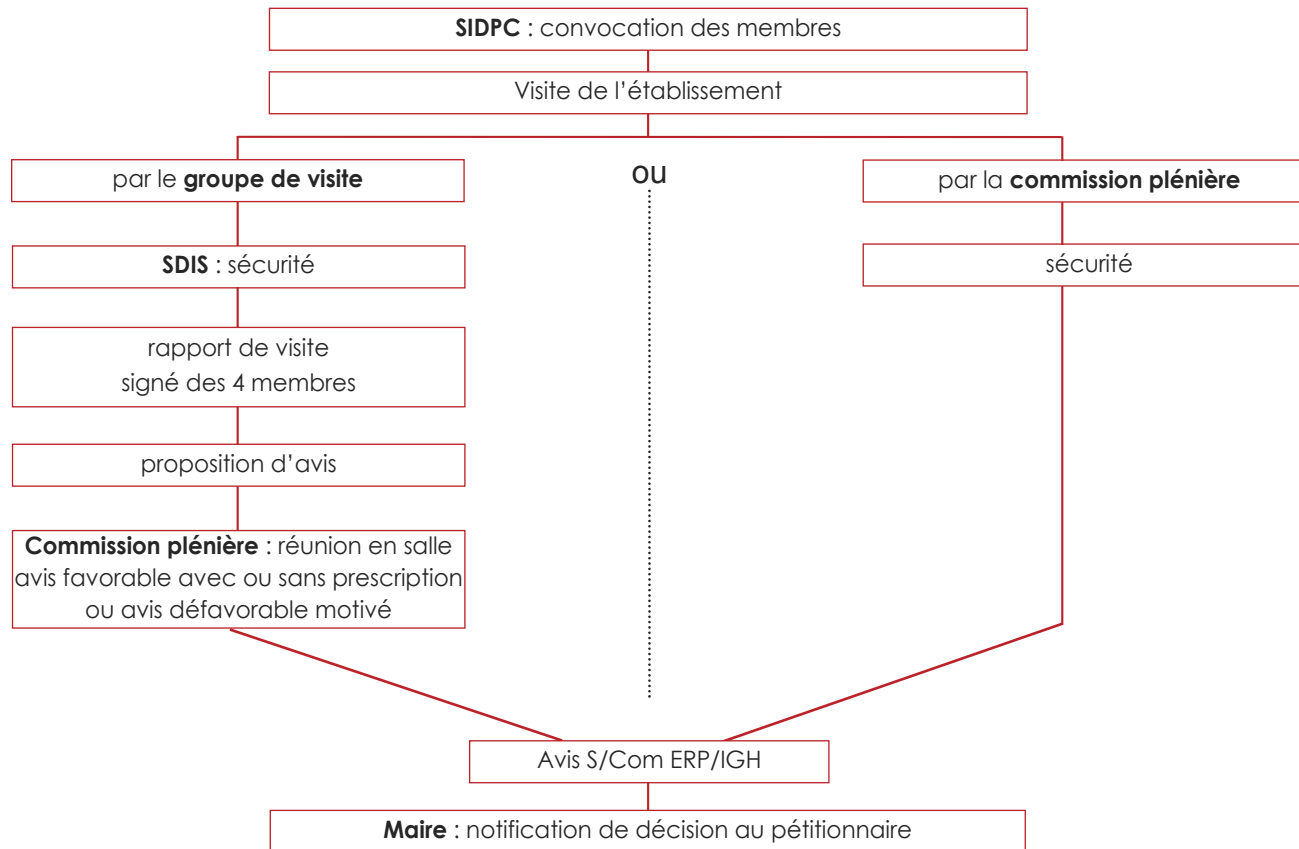 SIDPC : convocation des membres
Visite de l’établissement
par le groupe de visite
ou
par la commission plénière
SDIS : sécurité
sécurité
rapport de visite
signé des 4 membres
proposition d’avis
Commission plénière : réunion en salle
avis favorable avec ou sans prescription
ou avis défavorable motivé
Avis S/Com ERP/IGH
Maire : notification de décision au pétitionnaire